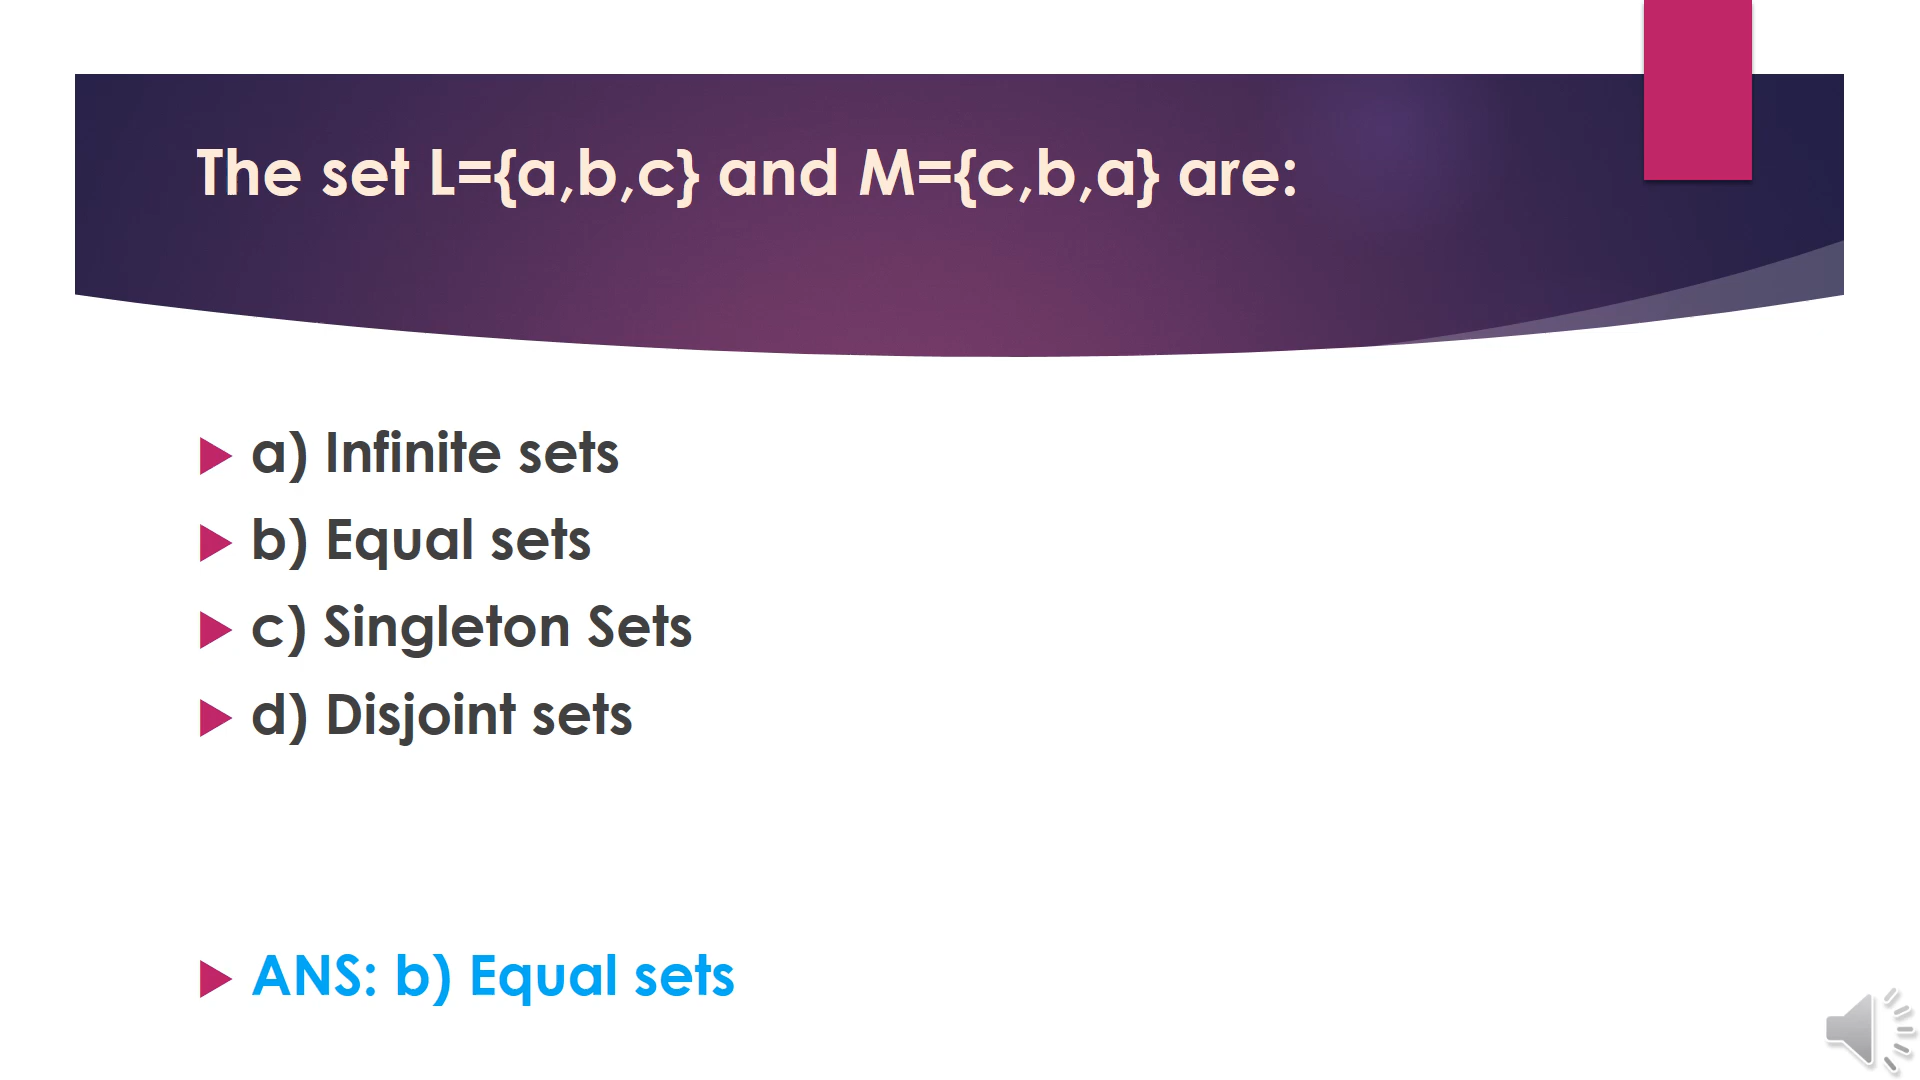 The set L={a,b,c} and M={c,b,a} are:
a) Infinite sets
b) Equal sets
c) Singleton Sets
d) Disjoint sets
ANS: b) Equal sets